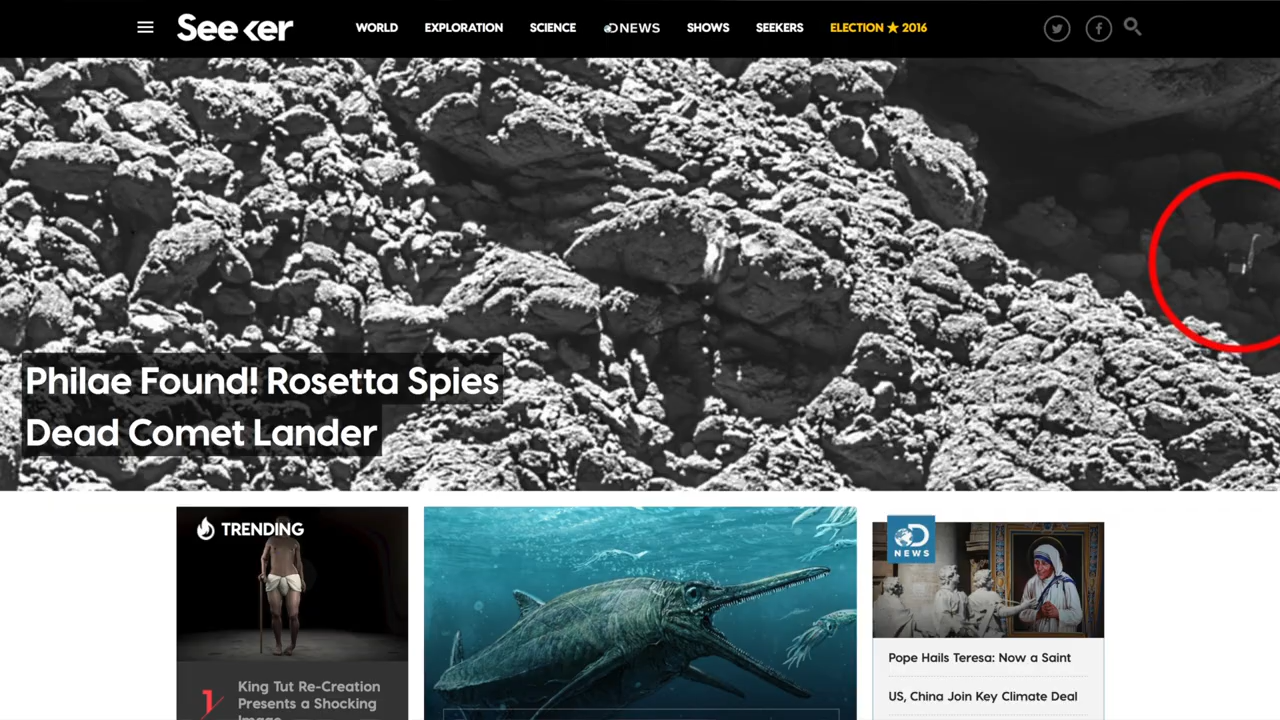 Seeker
WORLD
EXPLORATION
SCIENCE
D NEWS
SHOWS
SEEKERS
ELECTION ★ 2016
Philae Found! Rosetta Spies
Dead Comet Lander
TRENDING
1
King Tut Re-Creation
Presents a Shocking
Image
D
NEWS
Pope Hails Teresa: Now a Saint
US, China Join Key Climate Deal